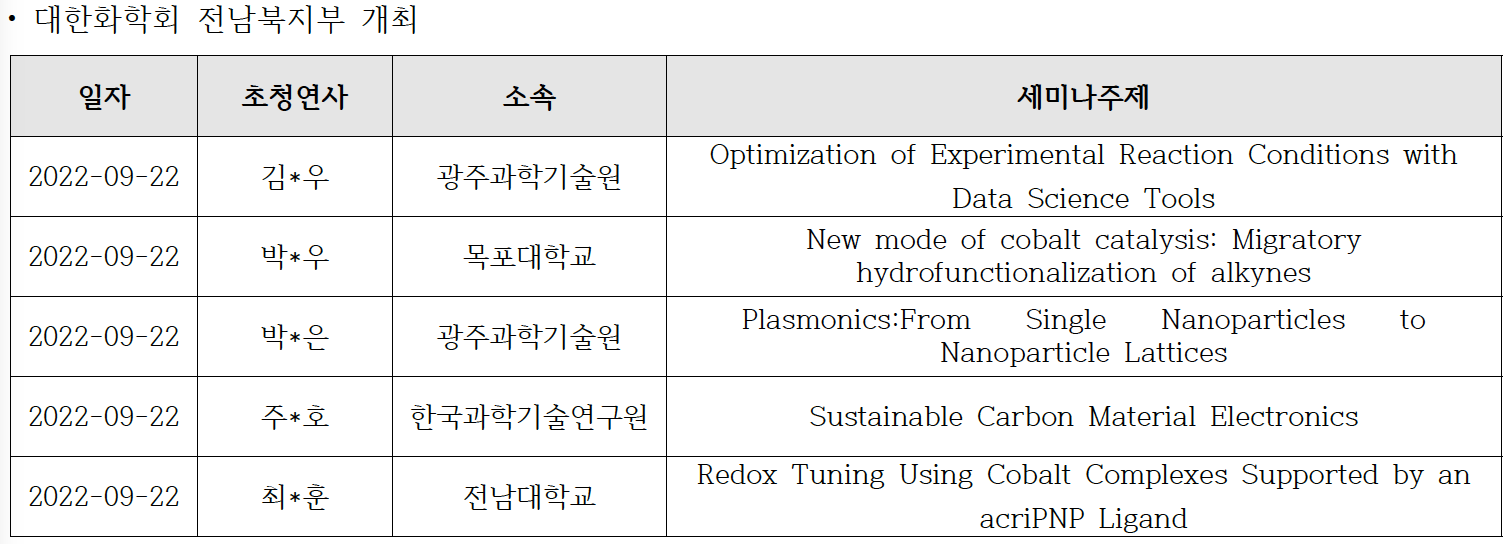 • 대한화학회 전남북지부 개최
일자 초청연사 소속 세미나주제
2022-09-22 김*우 광주과학기술원 Optimization of Experimental Reaction Conditions with
Data Science Tools
2022-09-22 박*우 목포대학교 New mode of cobalt catalysis: Migratory
hydrofunctionalization of alkynes
2022-09-22 박*은 광주과학기술원 Plasmonics:From Single Nanoparticles to
Nanoparticle Lattices
2022-09-22 주*호 한국과학기술연구원 Sustainable Carbon Material Electronics
2022-09-22 최*훈 전남대학교 Redox Tuning Using Cobalt Complexes Supported by an
acriPNP Ligand